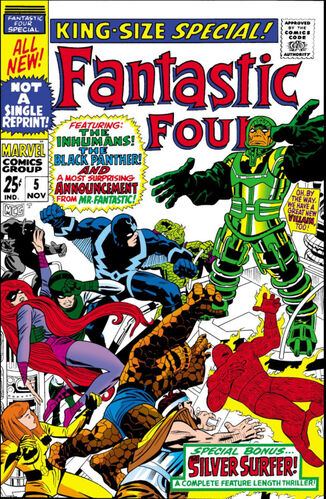 FANTASTIC
FOUR
SPECIAL
KING-SIZE SPECIAL!
APPROVED
BY THE
COMICS
CODE
AUTHORITY
ALL
NEW!
NOT
A
SINGLE
REPRINT!
Fantastic
Four
MARVEL
COMICS
GROUP
25¢
IND.
5
NOV
MCG
FEATURING:
THE
INHUMANS!
THE
BLACK PANTHER!
AND
A MOST SURPRISING
ANNOUNCEMENT
FROM MR. FANTASTIC!
OH, BY
THE WAY-
WE HAVE A
GREAT NEW
VILLAIN,
TOO!
SPECIAL BONUS...
SILVER SURFER!
A COMPLETE FEATURE LENGTH THRILLER!